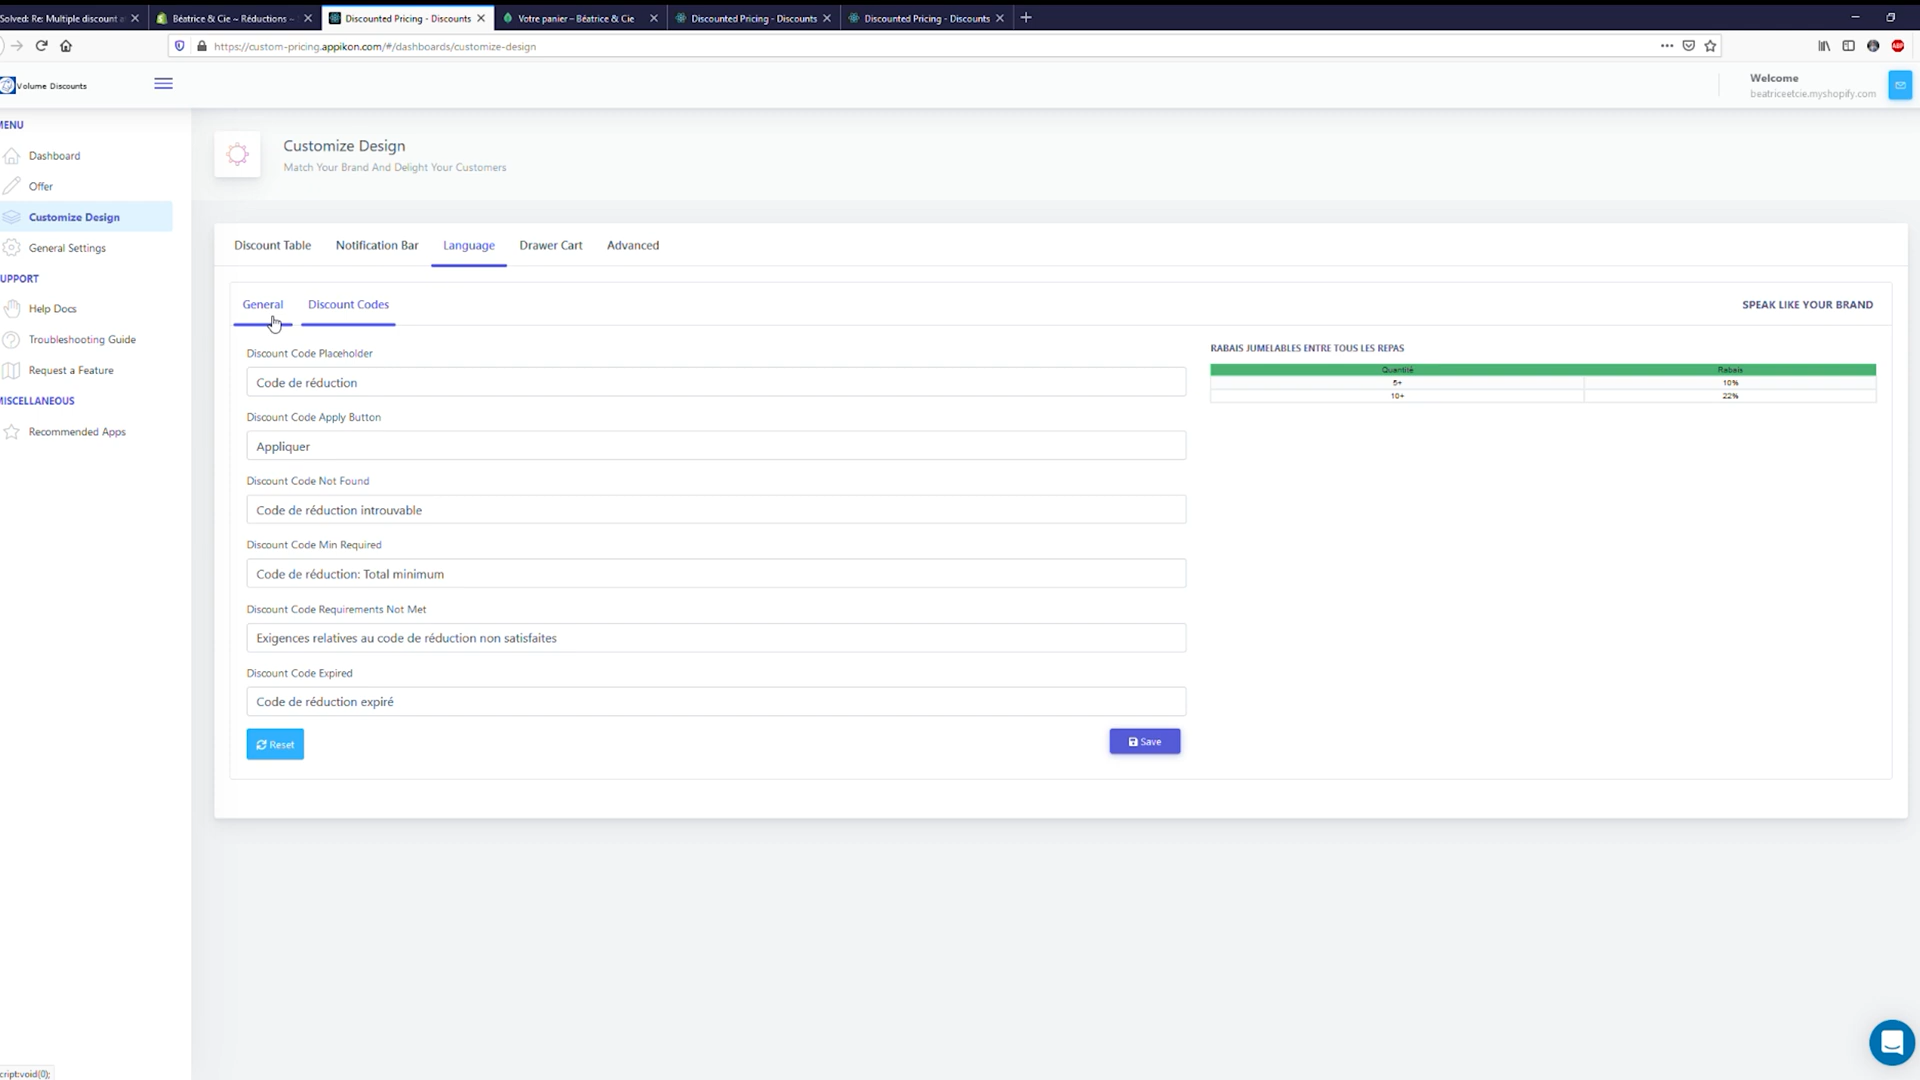 Solved: Re: Multiple discount a
Béatrice & Cie ~ Réductions ~
Discounted Pricing - Discounts
Votre panier – Béatrice & Cie
Discounted Pricing - Discounts
Discounted Pricing - Discounts
https://custom-pricing.appikon.com/#/dashboards/customize-design
ABP
Volume Discounts
Welcome
beatriceetcie.myshopify.com
MENU
Dashboard
Offer
Customize Design
General Settings
UPPORT
Help Docs
Troubleshooting Guide
Request a Feature
MISCELLANEOUS
Recommended Apps
Customize Design
Match Your Brand And Delight Your Customers
Discount Table
Notification Bar
Language
Drawer Cart
Advanced
General
Discount Codes
SPEAK LIKE YOUR BRAND
Discount Code Placeholder
Code de réduction
Discount Code Apply Button
Appliquer
Discount Code Not Found
Code de réduction introuvable
Discount Code Min Required
Code de réduction: Total minimum
Discount Code Requirements Not Met
Exigences relatives au code de réduction non satisfaites
Discount Code Expired
Code de réduction expiré
Reset
Save
RABAIS JUMELABLES ENTRE TOUS LES REPAS
Quantité Rabais
5+ 10%
10+ 22%
cript:void(0);